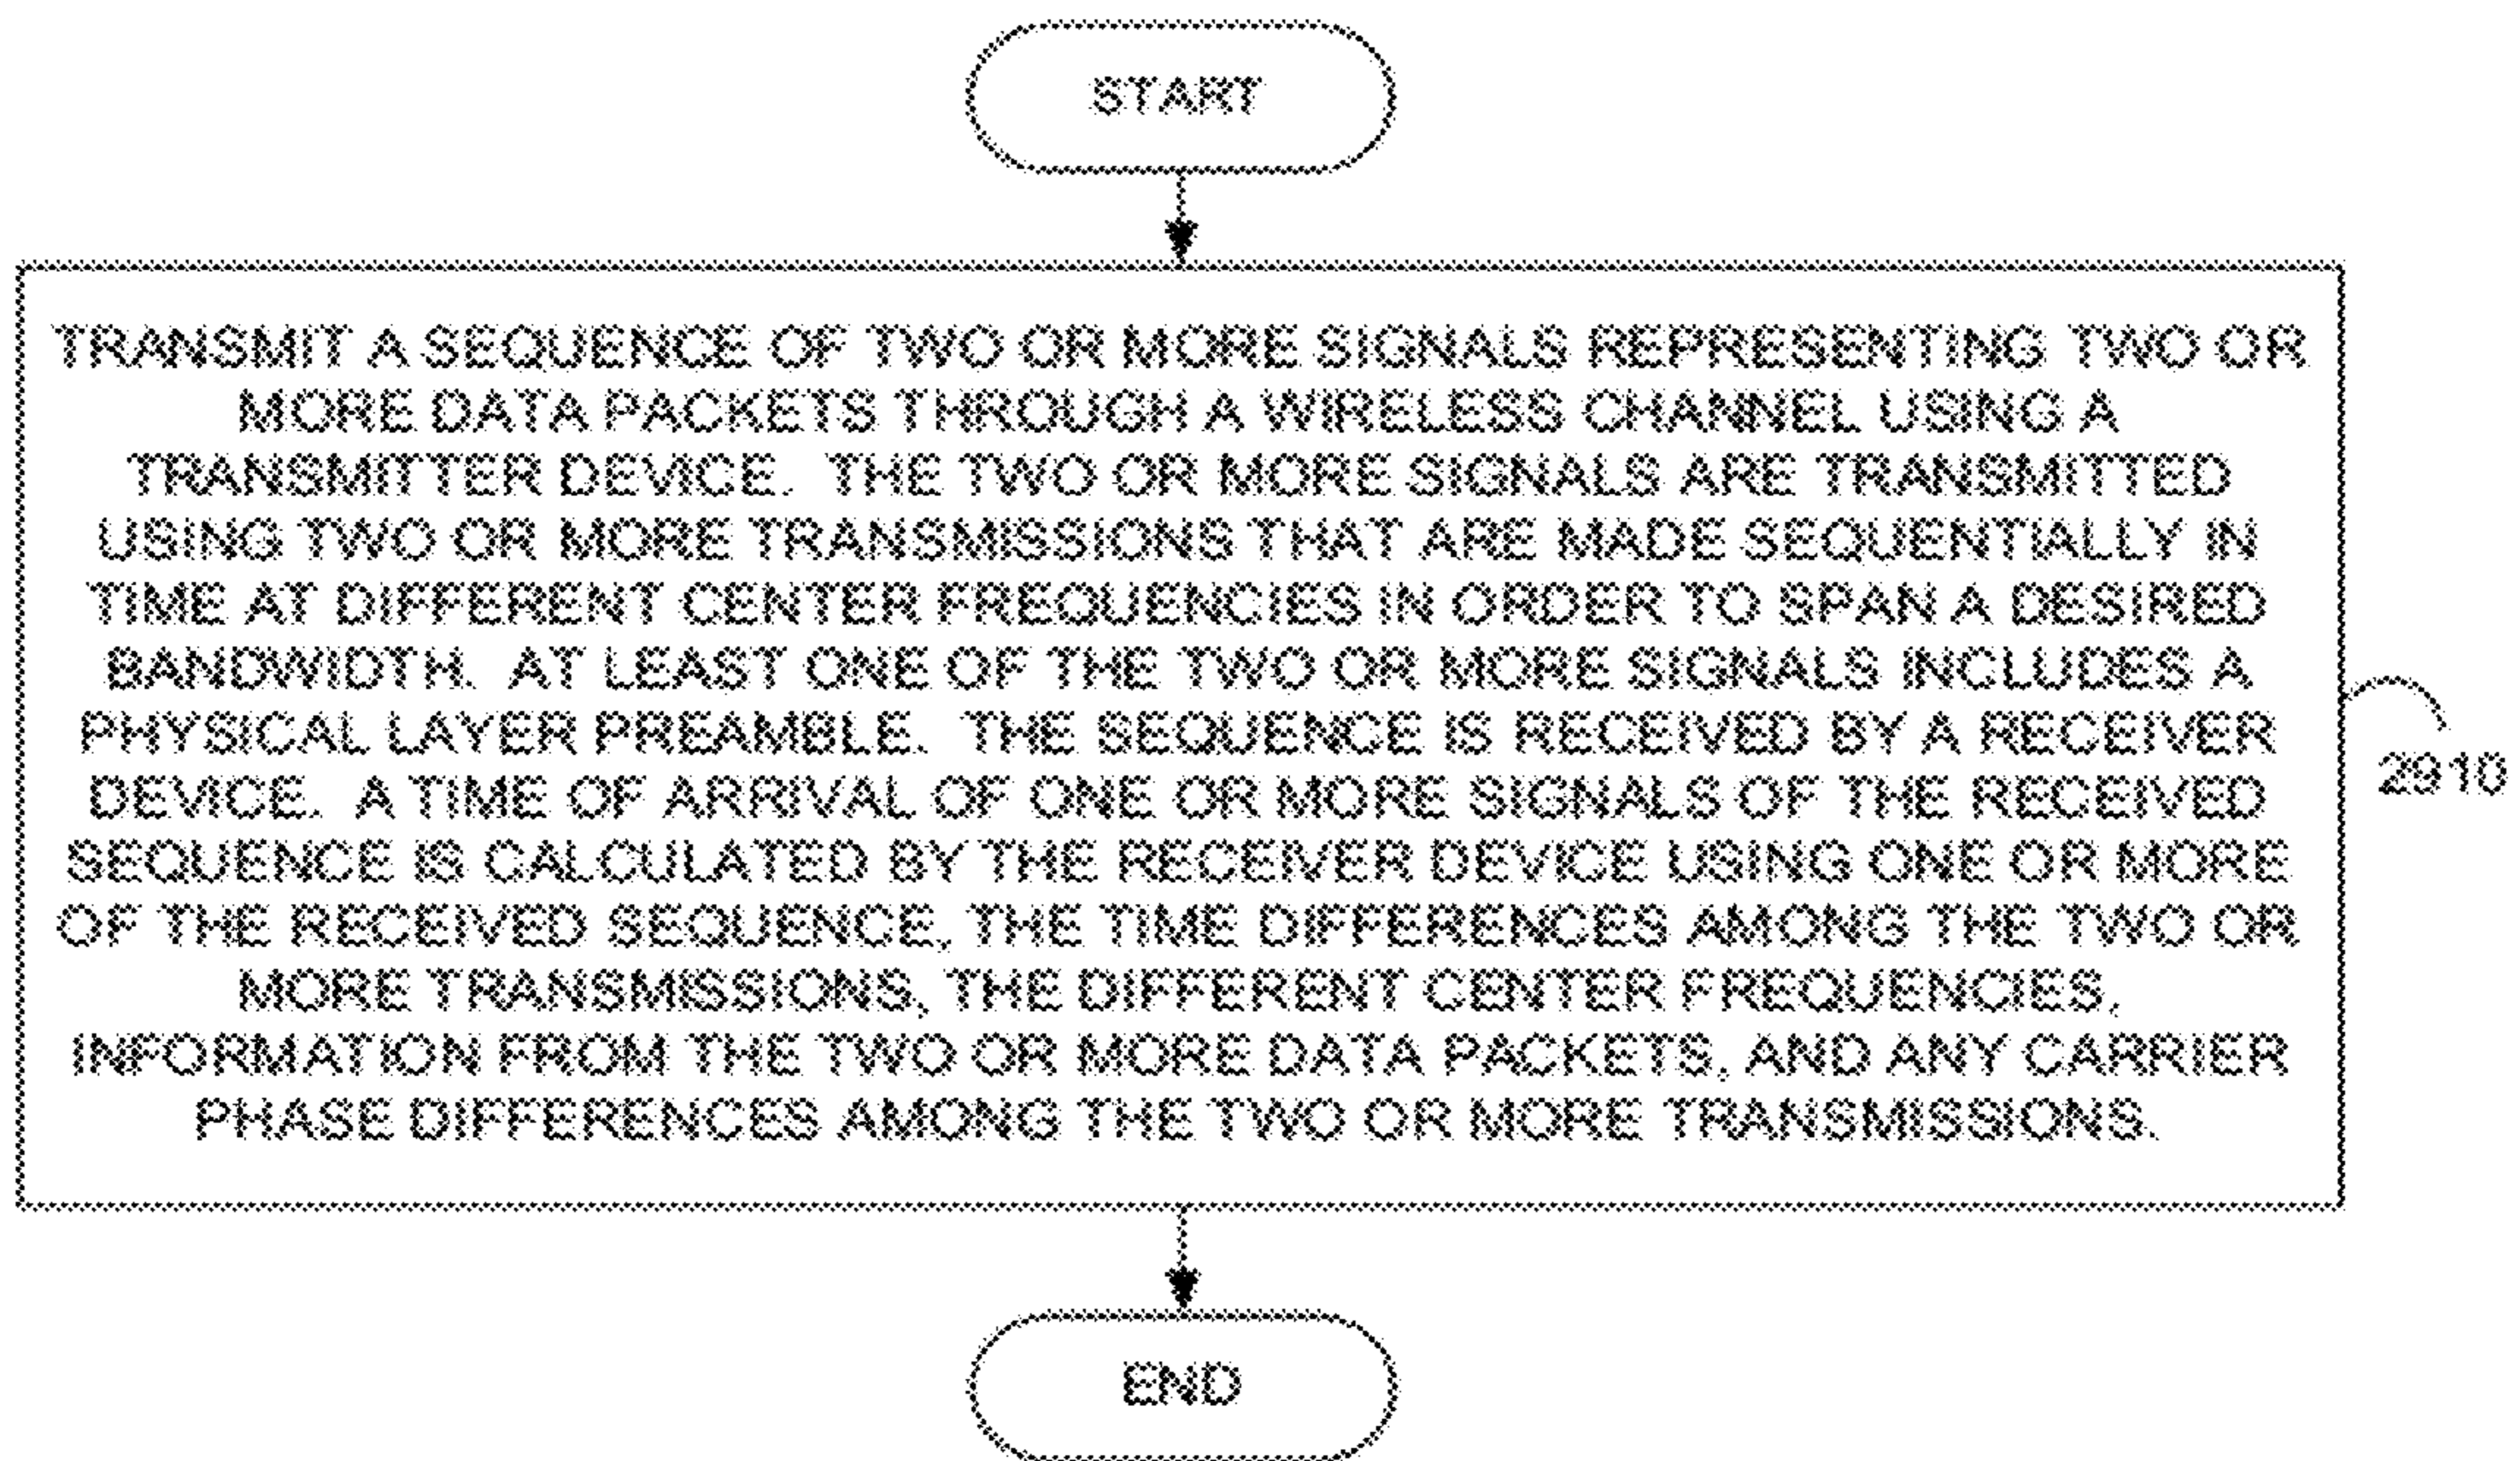 START
TRANSMIT A SEQUENCE OF TWO OR MORE SIGNALS REPRESENTING TWO OR
MORE DATA PACKETS THROUGH A WIRELESS CHANNEL USING A
TRANSMITTER DEVICE. THE TWO OR MORE SIGNALS ARE TRANSMITTED
USING TWO OR MORE TRANSMISSIONS THAT ARE MADE SEQUENTIALLY IN
TIME AT DIFFERENT CENTER FREQUENCIES IN ORDER TO SPAN A DESIRED
BANDWIDTH. AT LEAST ONE OF THE TWO OR MORE SIGNALS INCLUDES A
PHYSICAL LAYER PREAMBLE. THE SEQUENCE IS RECEIVED BY A RECEIVER
DEVICE. A TIME OF ARRIVAL OF ONE OR MORE SIGNALS OF THE RECEIVED
SEQUENCE IS CALCULATED BY THE RECEIVER DEVICE USING ONE OR MORE
OF THE RECEIVED SEQUENCE, THE TIME DIFFERENCES AMONG THE TWO OR
MORE TRANSMISSIONS, THE DIFFERENT CENTER FREQUENCIES,
INFORMATION FROM THE TWO OR MORE DATA PACKETS, AND ANY CARRIER
PHASE DIFFERENCES AMONG THE TWO OR MORE TRANSMISSIONS.
2910
END